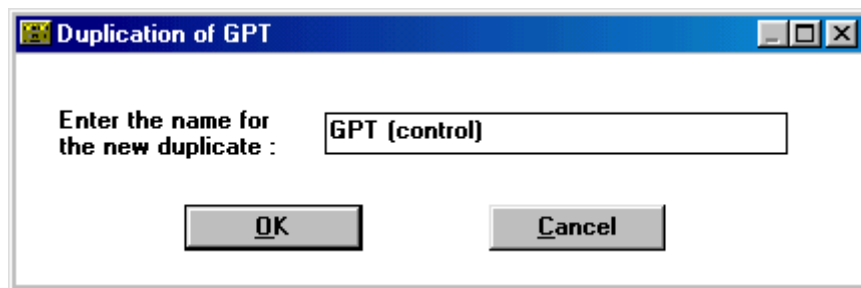 Duplication of GPT
Enter the name for
the new duplicate :
GPT (control)
OK
Cancel